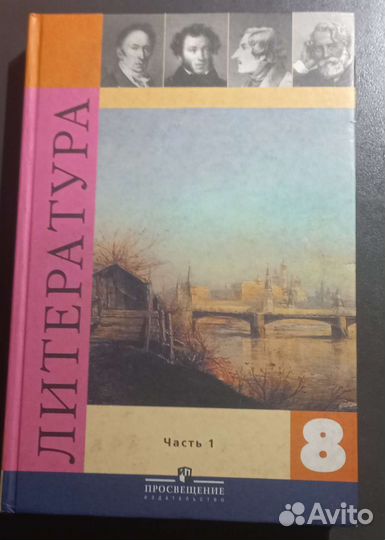 ЛИТЕРАТУРА
Часть 1
8
ПРОСВЕЩЕНИЕ
ИЗДАТЕЛЬСТВО
Avito